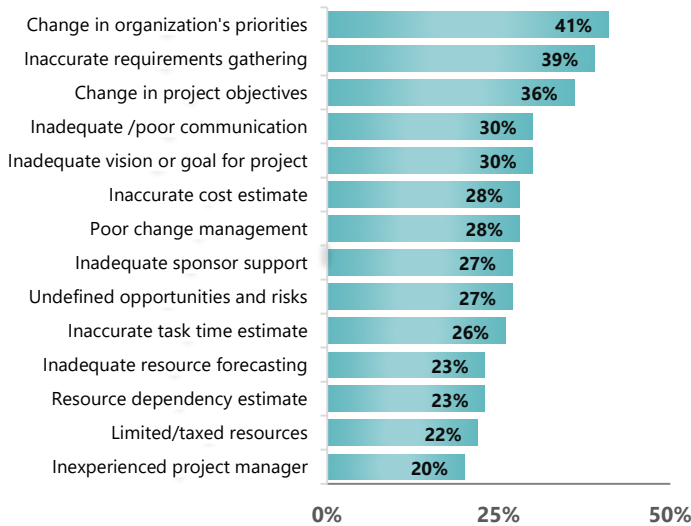 Change in organization's priorities 41%
Inaccurate requirements gathering 39%
Change in project objectives 36%
Inadequate /poor communication 30%
Inadequate vision or goal for project 30%
Inaccurate cost estimate 28%
Poor change management 28%
Inadequate sponsor support 27%
Undefined opportunities and risks 27%
Inaccurate task time estimate 26%
Inadequate resource forecasting 23%
Resource dependency estimate 23%
Limited/taxed resources 22%
Inexperienced project manager 20%
0% 25% 50%